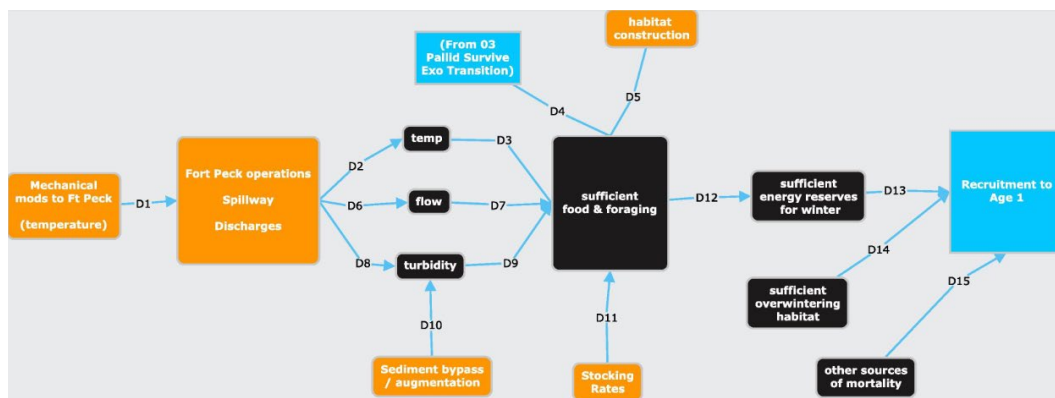 habitat
construction
(From 03
Pallid Survive
Exo Transition)
D5
D4
temp
D2
D3
Mechanical
mods to Ft Peck
(temperature)
D1
Fort Peck operations
Spillway
Discharges
D6
flow
D7
sufficient
food & foraging
D12
sufficient
energy reserves
for winter
D13
Recruitment to
Age 1
D8
turbidity
D9
D14
D10
D11
sufficient
overwintering
habitat
D15
Sediment bypass
/ augmentation
Stocking
Rates
other sources
of mortality